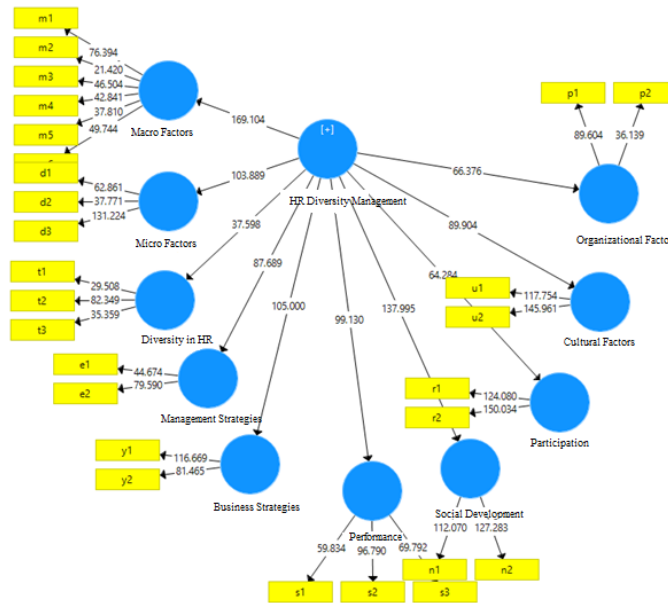 m1
76.394
m2
21.420
m3
46.504
m4
42.841
m5
37.810
49.744
Macro Factors
169.104
[+]
HR Diversity Management
p1
p2
89.604
36.139
66.376
Organizational Facto
d1
62.861
d2
37.771
d3
131.224
Micro Factors
103.889
37.598
87.689
105.000
99.130
137.995
64.284
89.904
t1
29.508
t2
82.349
t3
35.359
Diversity in HR
u1
117.754
u2
145.961
Cultural Factors
e1
44.674
e2
79.590
Management Strategies
r1
124.080
r2
150.034
Participation
y1
116.669
y2
81.465
Business Strategies
Performance
59.834
96.790
69.792
s1
s2
s3
Social Development
112.070
127.283
n1
n2